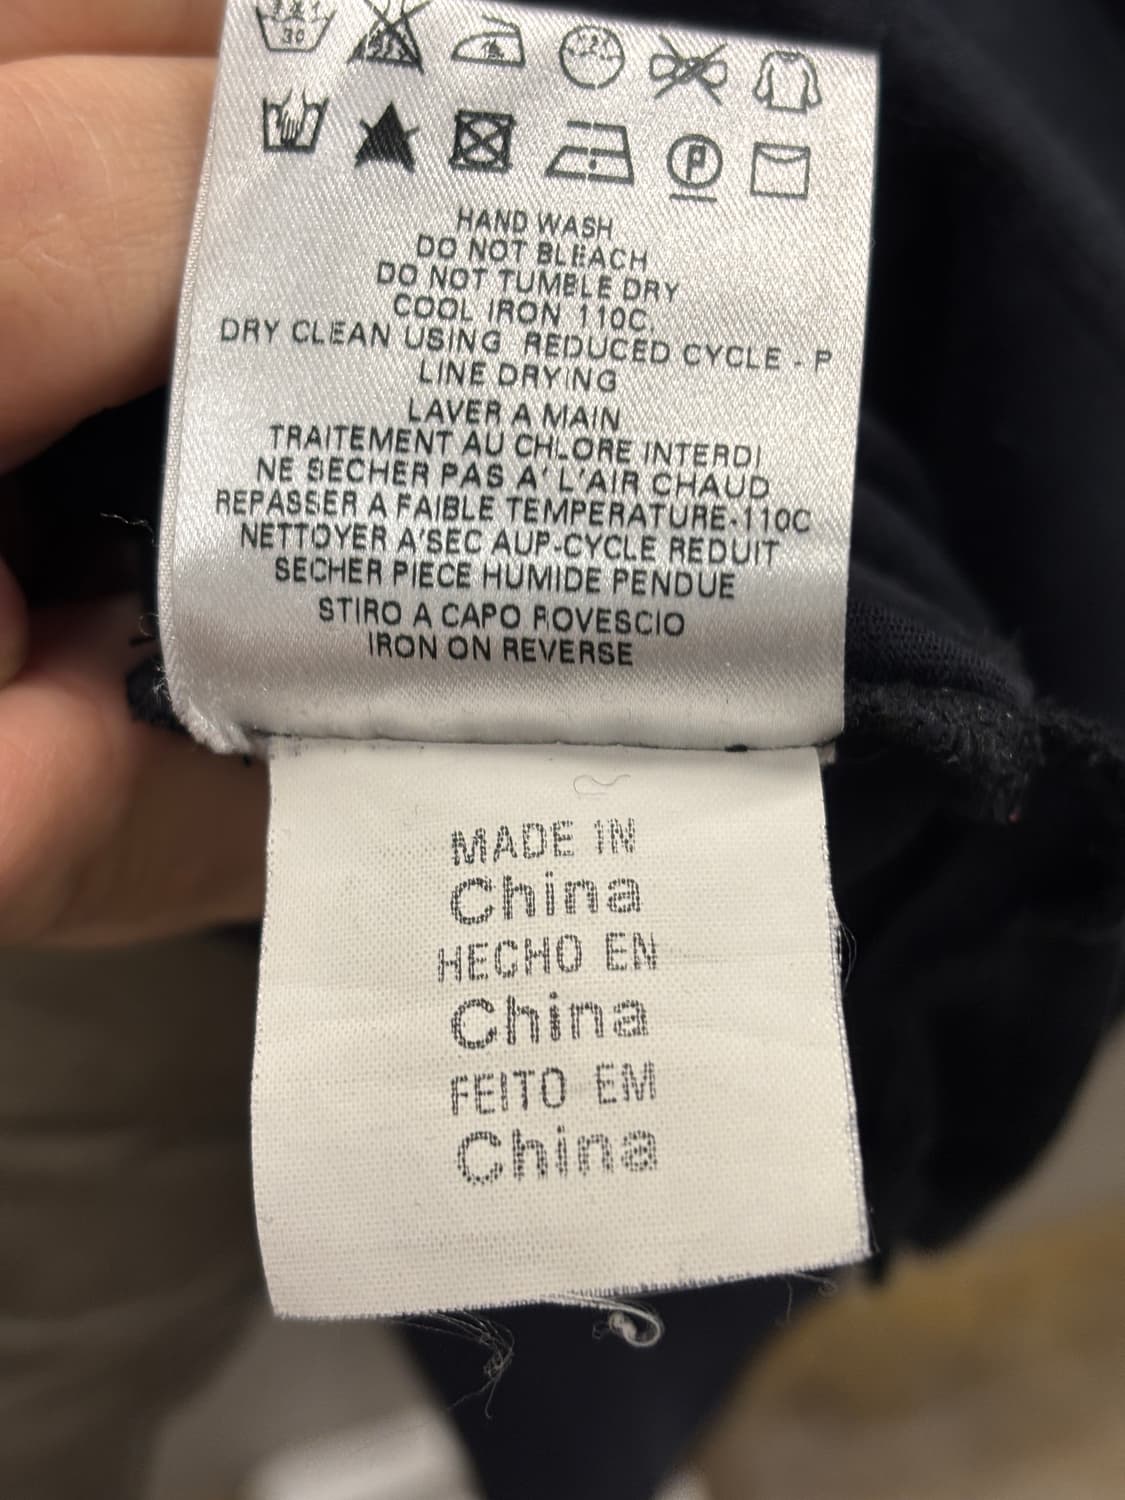 30
P
HAND WASH
DO NOT BLEACH
DO NOT TUMBLE DRY
COOL IRON 110C.
DRY CLEAN USING REDUCED CYCLE - P
LINE DRYING
LAVER A MAIN
TRAITEMENT AU CHLORE INTERDI
NE SECHER PAS A' L'AIR CHAUD
REPASSER A FAIBLE TEMPERATURE-110C
NETTOYER A'SEC AUP-CYCLE REDUIT
SECHER PIECE HUMIDE PENDUE
STIRO A CAPO ROVESCIO
IRON ON REVERSE
MADE IN
China
HECHO EN
China
FEITO EM
China